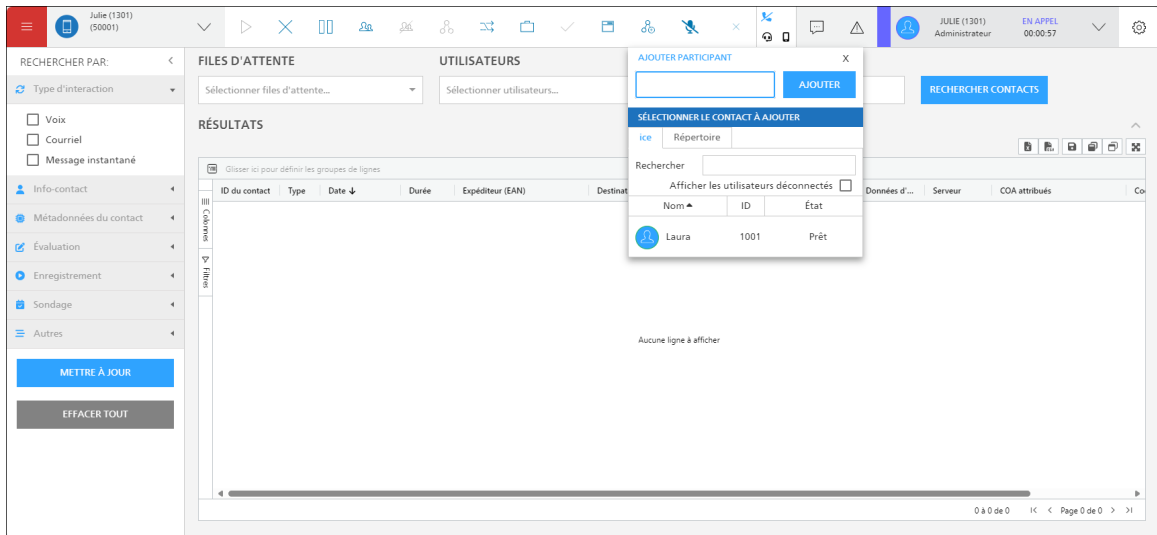 Julie (1301)
(50001)
JULIE (1301)
Administrateur
EN APPEL
00:00:57
RECHERCHER PAR:
Type d'interaction
Voix
Courriel
Message instantané
Info-contact
Métadonnées du contact
Évaluation
Enregistrement
Sondage
Autres
METTRE À JOUR
EFFACER TOUT
FILES D'ATTENTE
Sélectionner files d'attente...
UTILISATEURS
Sélectionner utilisateurs...
RECHERCHER CONTACTS
RÉSULTATS
Glisser ici pour définir les groupes de lignes
ID du contact Type Date Durée Expéditeur (EAN) Destinat Données d'... Serveur COA attribués Co
Colonnes
Filtres
Aucune ligne à afficher
0 à 0 de 0 Page 0 de 0
AJOUTER PARTICIPANT X
AJOUTER
SÉLECTIONNER LE CONTACT À AJOUTER
ice Répertoire
Rechercher
Afficher les utilisateurs déconnectés
Nom ID État
Laura 1001 Prêt